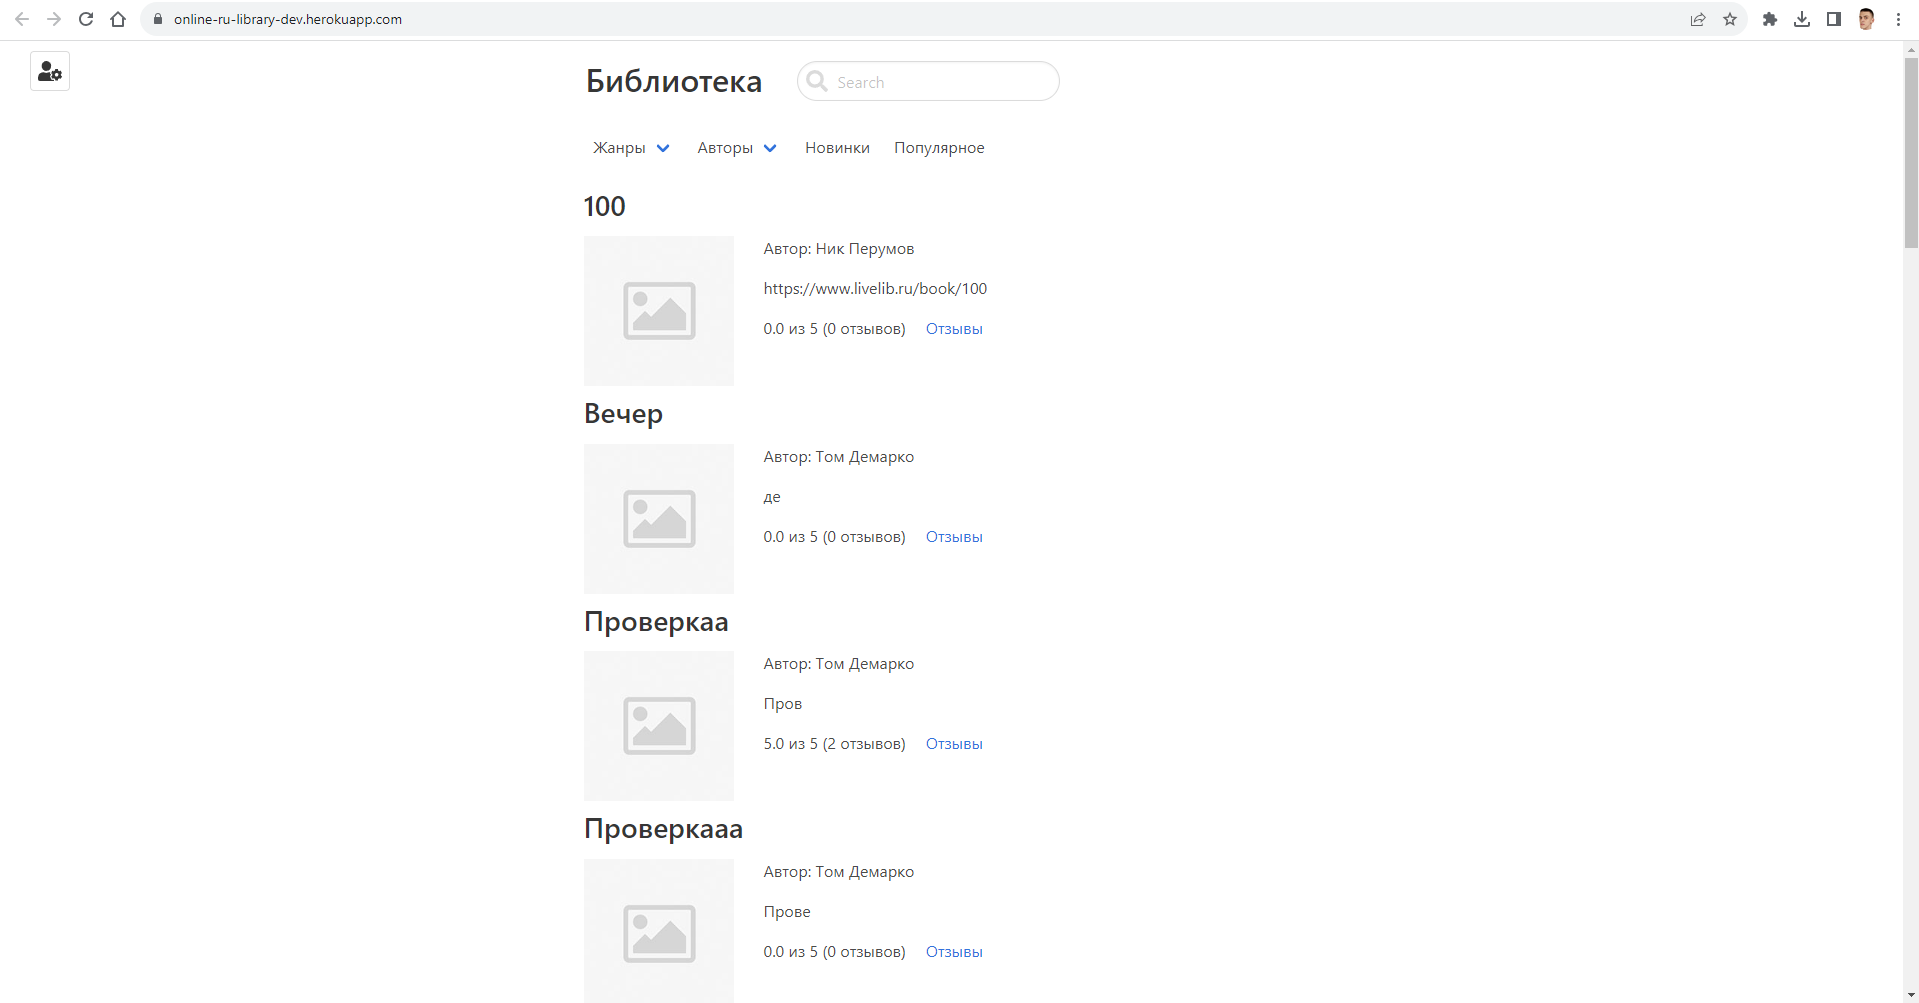 online-ru-library-dev.herokuapp.com
Библиотека
Search
Жанры Авторы Новинки Популярное
100
Автор: Ник Перумов
https://www.livelib.ru/book/100
0.0 из 5 (0 отзывов) Отзывы
Вечер
Автор: Том Демарко
де
0.0 из 5 (0 отзывов) Отзывы
Проверкаа
Автор: Том Демарко
Пров
5.0 из 5 (2 отзывов) Отзывы
Проверкааа
Автор: Том Демарко
Прове
0.0 из 5 (0 отзывов) Отзывы